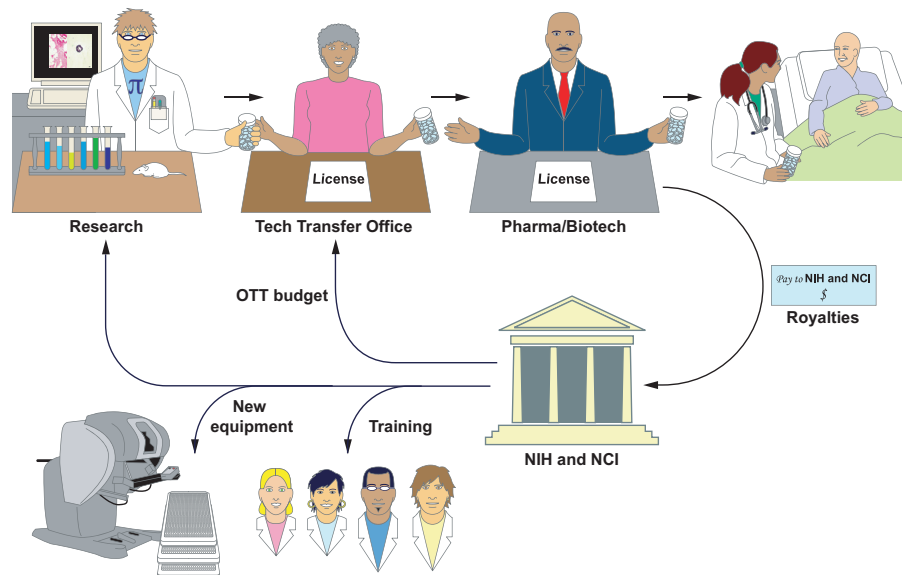 π
License
License
Research
Tech Transfer Office
Pharma/Biotech
OTT budget
Pay to NIH and NCI
$
Royalties
New
equipment
Training
NIH and NCI